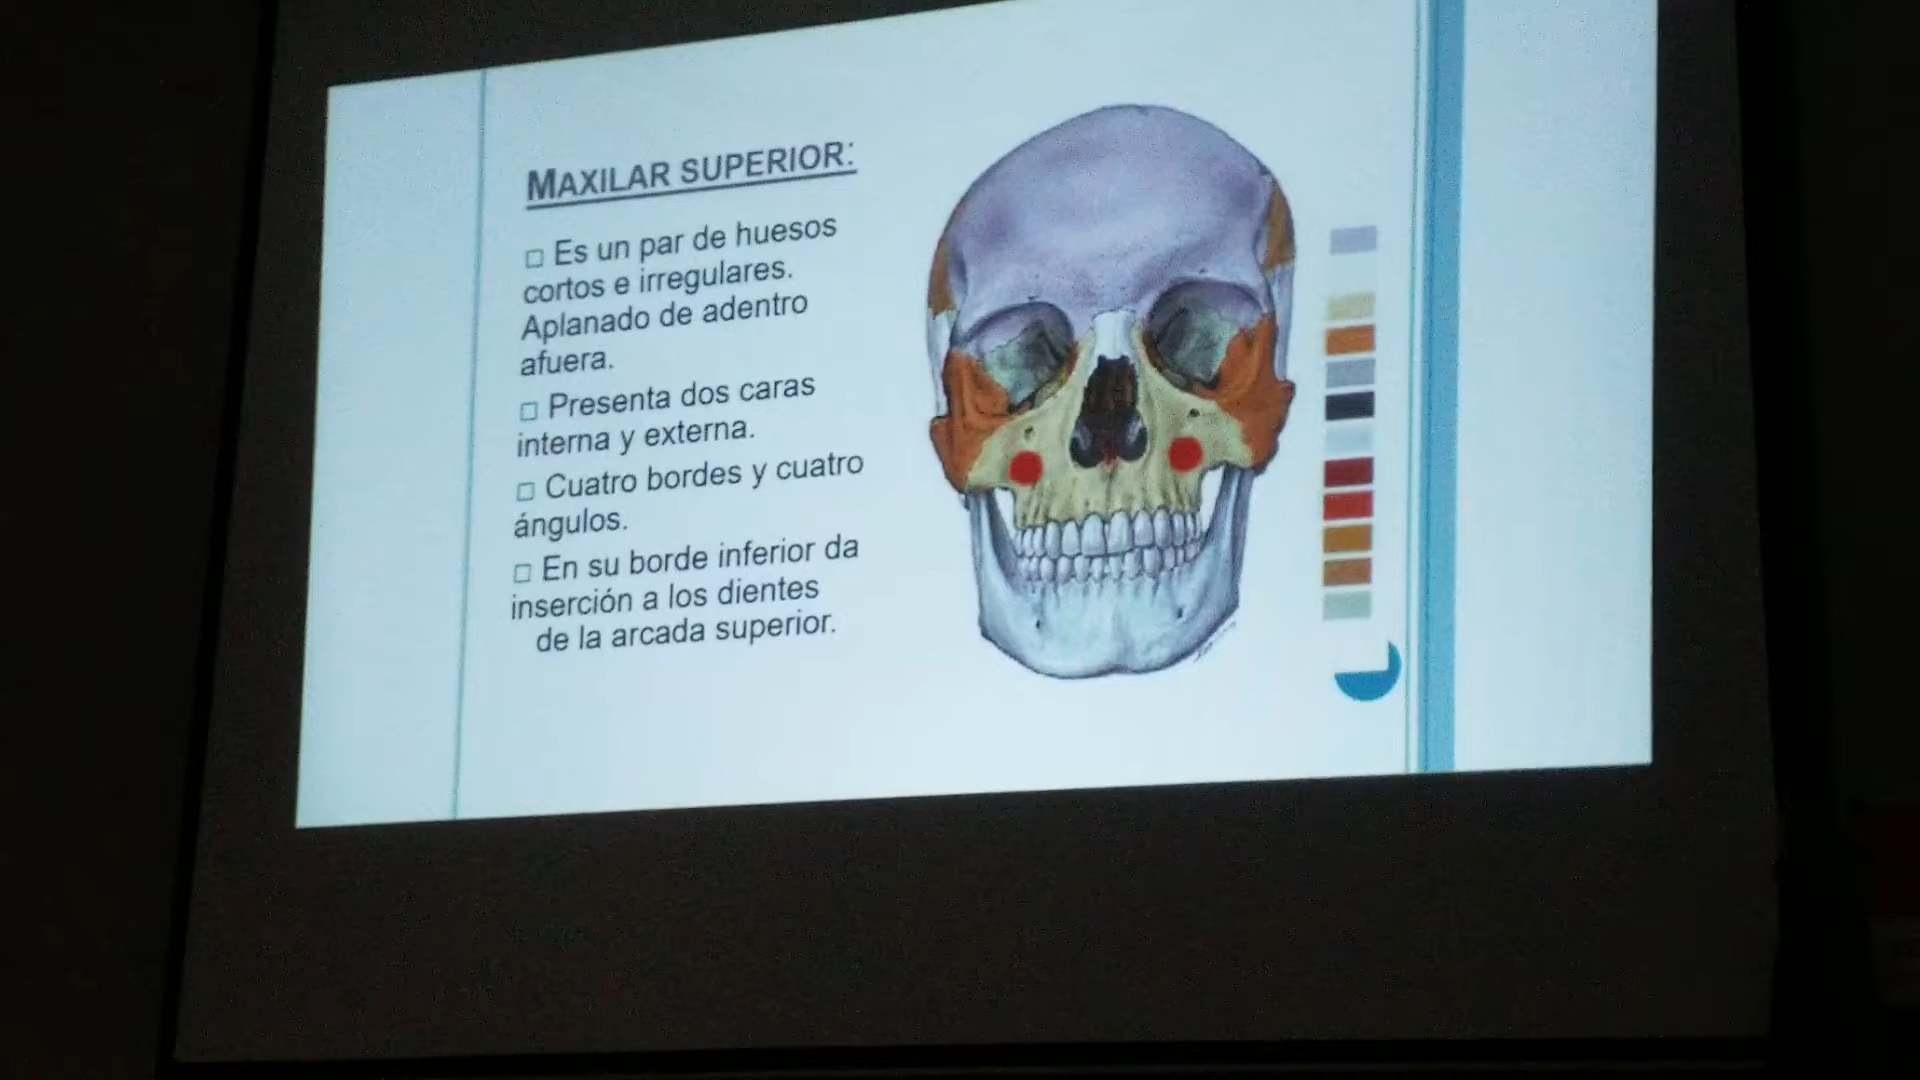 MAXILAR SUPERIOR:
□ Es un par de huesos
cortos e irregulares.
Aplanado de adentro
afuera.
□ Presenta dos caras
interna y externa.
□ Cuatro bordes y cuatro
ángulos.
□ En su borde inferior da
inserción a los dientes
de la arcada superior.